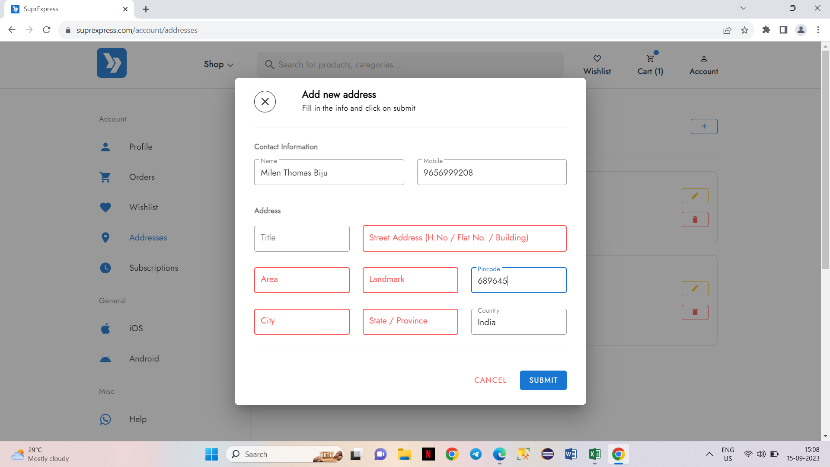 SuprExpress
suprexpress.com/account/addresses
Shop
Search for products, categories...
Wishlist
Cart (1)
Account
Account
Profile
Orders
Wishlist
Addresses
Subscriptions
General
iOS
Android
Misc
Help
Add new address
Fill in the info and click on submit
Contact Information
Name
Milen Thomas Biju
Mobile
9656999208
Address
Title
Street Address (H.No / Flat No. / Building)
Area
Landmark
Pincode
689645
City
State / Province
Country
India
CANCEL
SUBMIT
29°C
Mostly cloudy
Search
ENG
US
15:08
15-09-2023